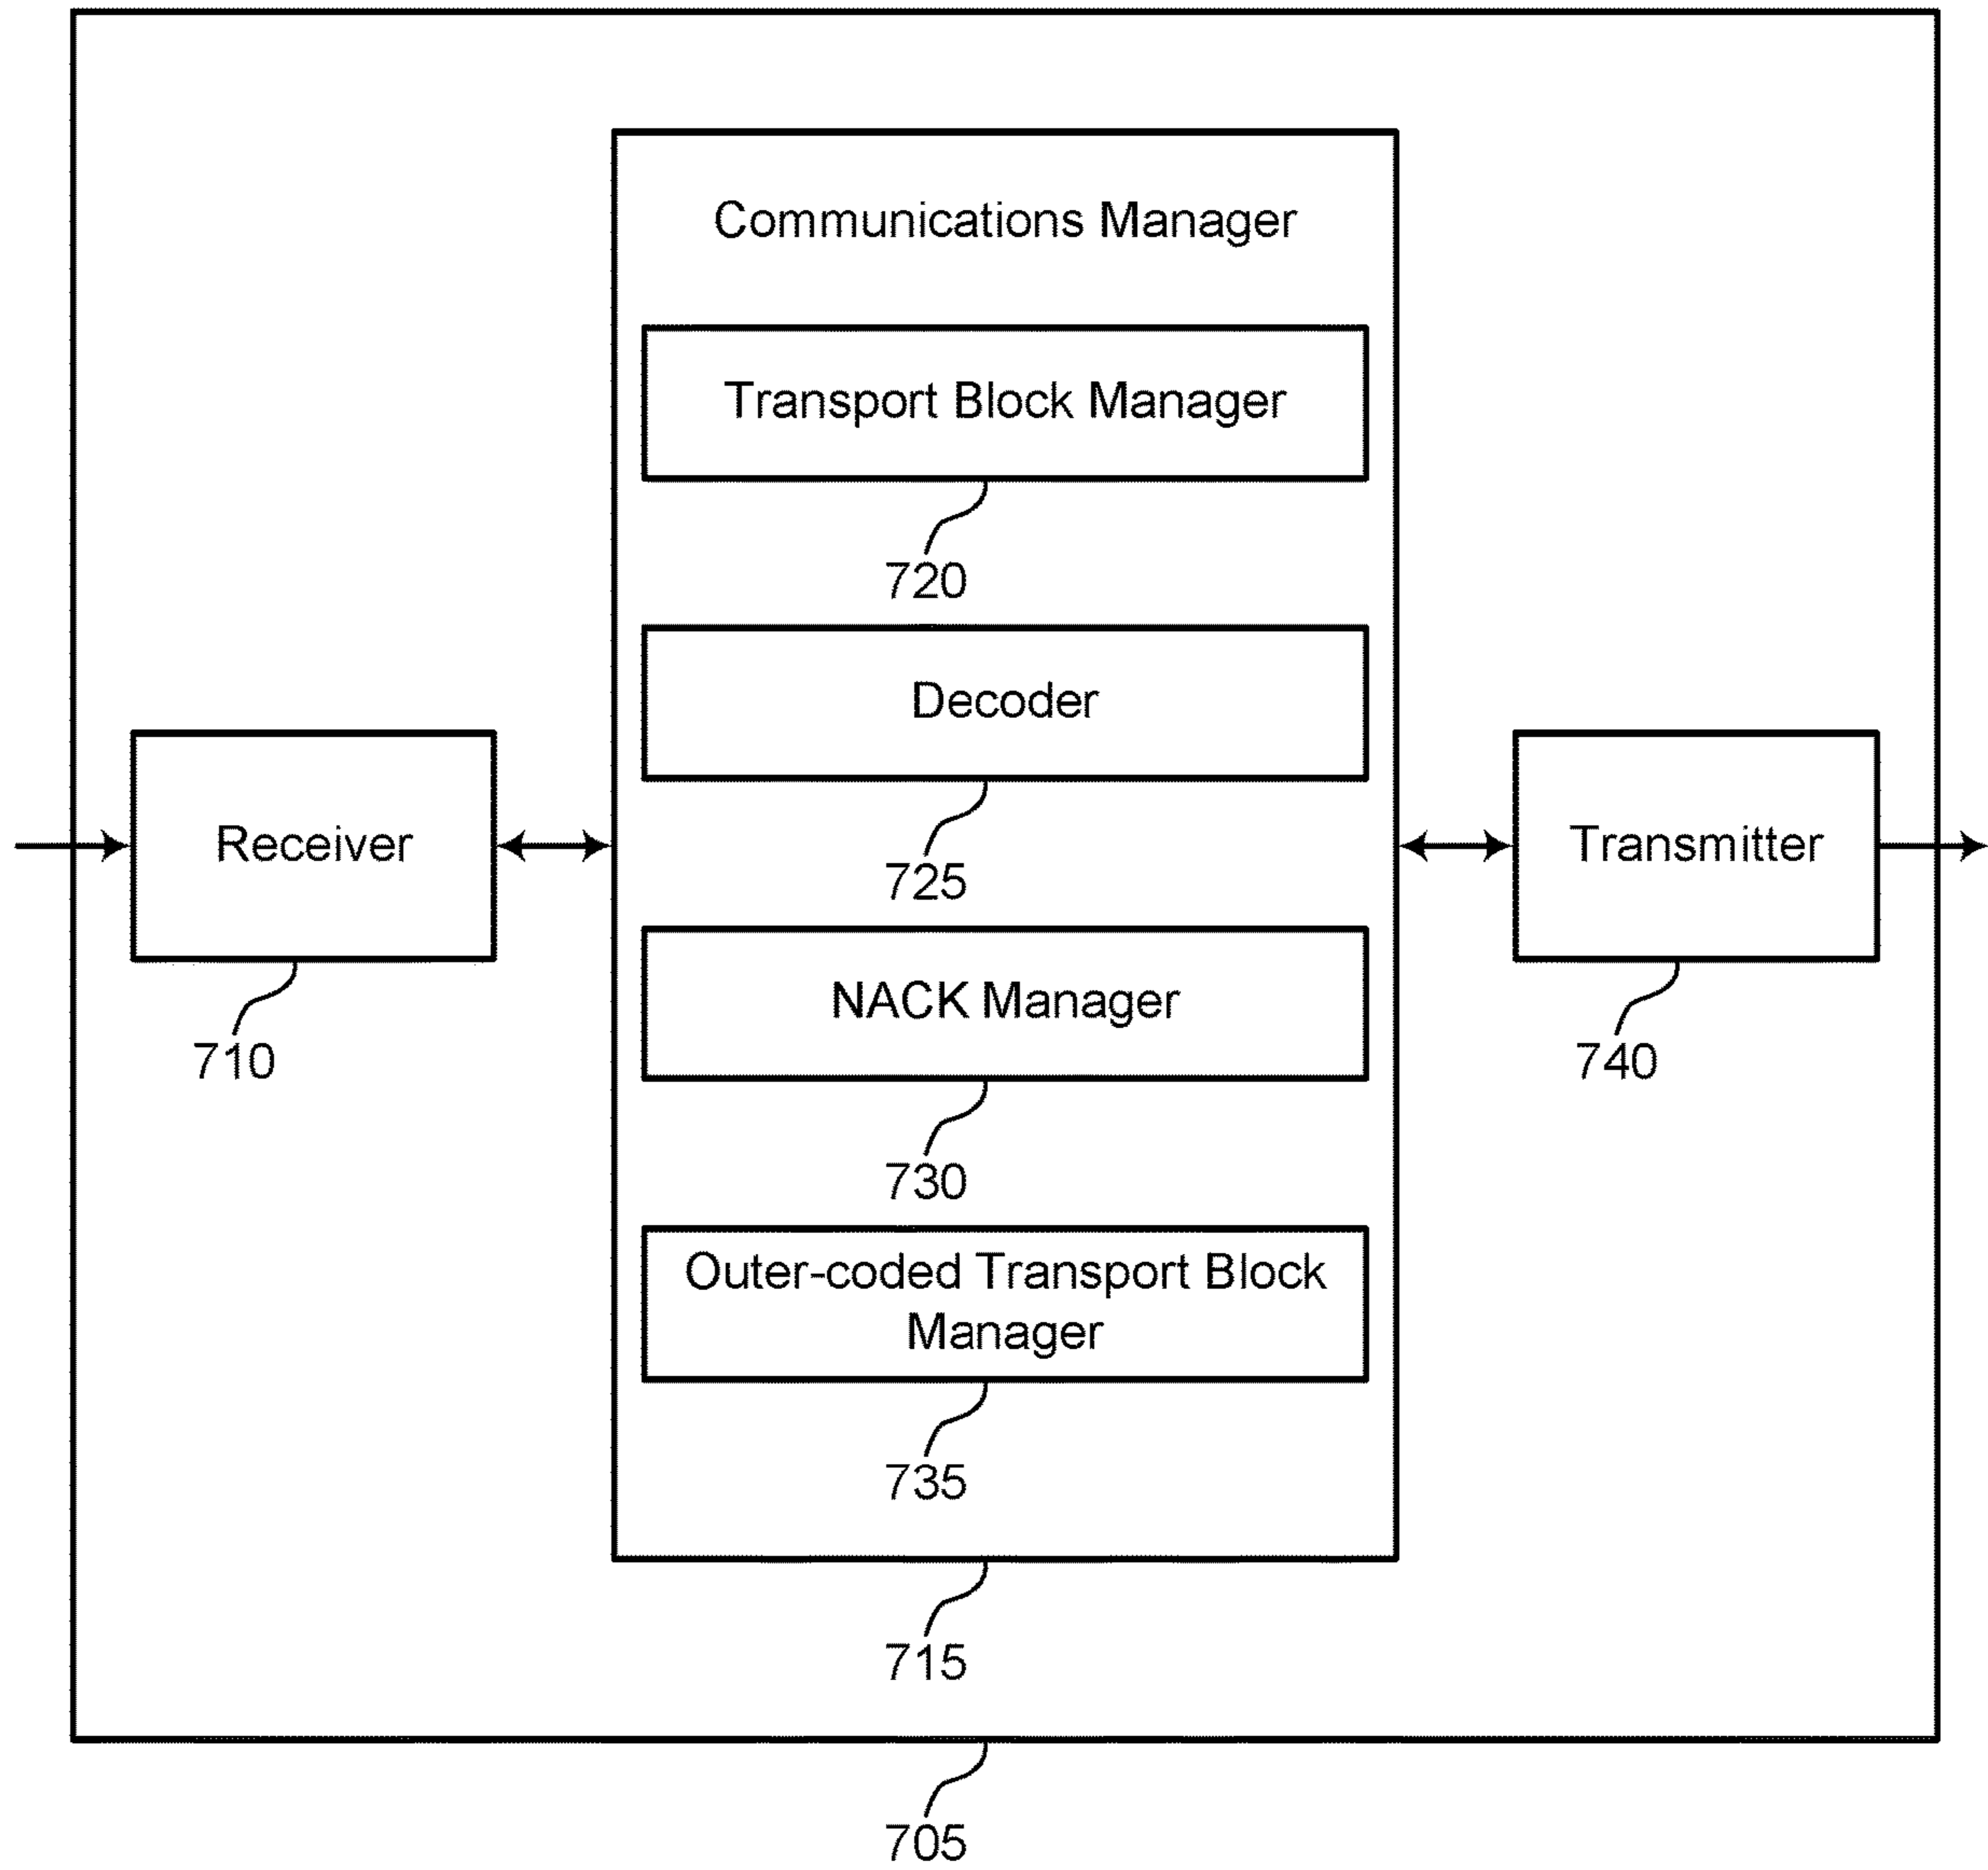 Communications Manager
Transport Block Manager
720
Decoder
725
Receiver
710
Transmitter
740
NACK Manager
730
Outer-coded Transport Block
Manager
735
715
705